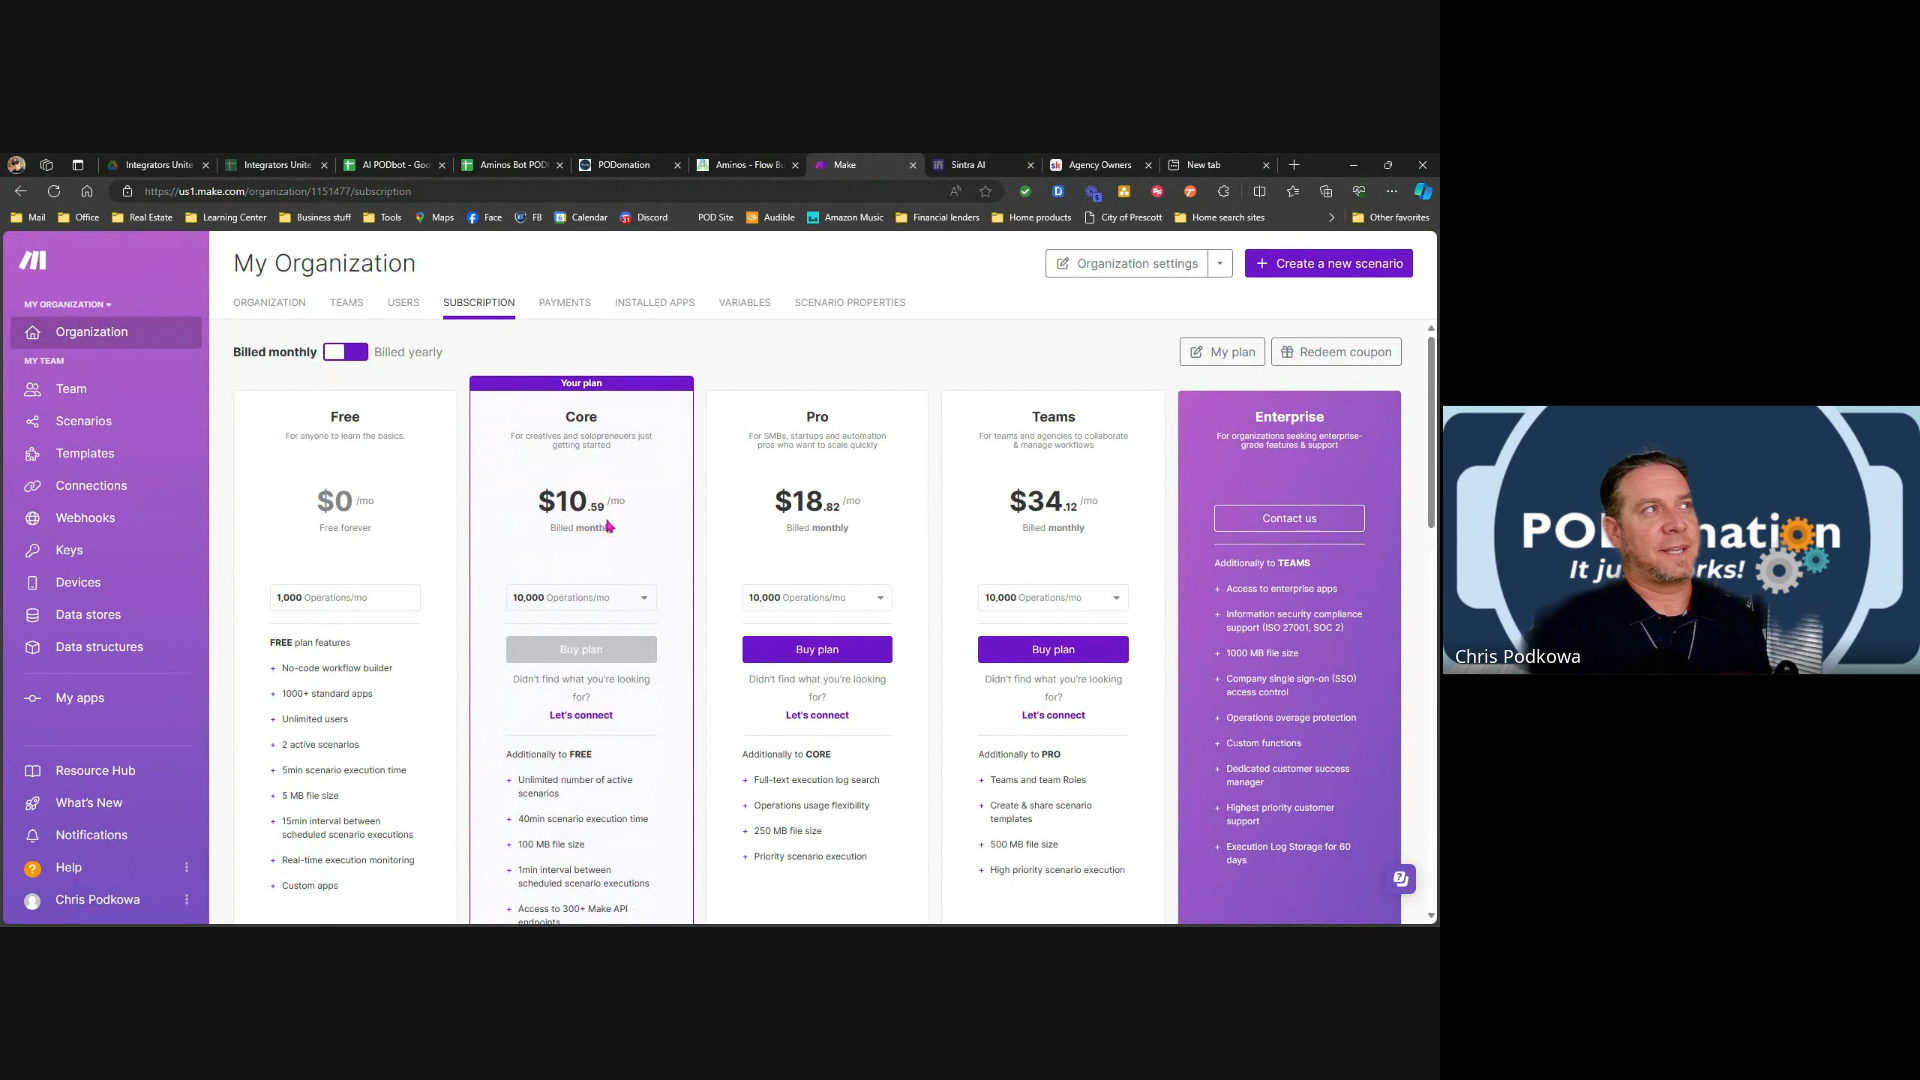 Integrators Unite
Integrators Unite
AI PODbot - Goo
Aminos Bot POD
PODomation
Aminos - Flow B
Make
Sintra AI
sk
Agency Owners
New tab
https://us1.make.com/organization/1151477/subscription
Mail
Office
Real Estate
Learning Center
Business stuff
Tools
Maps
Face
FB
Calendar
Discord
POD Site
Audible
Amazon Music
Financial lenders
Home products
City of Prescott
Home search sites
Other favorites
MY ORGANIZATION
Organization
MY TEAM
Team
Scenarios
Templates
Connections
Webhooks
Keys
Devices
Data stores
Data structures
My apps
Resource Hub
What's New
Notifications
Help
Chris Podkowa
My Organization
Organization settings
+ Create a new scenario
ORGANIZATION
TEAMS
USERS
SUBSCRIPTION
PAYMENTS
INSTALLED APPS
VARIABLES
SCENARIO PROPERTIES
Billed monthly
Billed yearly
My plan
Redeem coupon
Free
For anyone to learn the basics.
$0 /mo
Free forever
1,000 Operations/mo
FREE plan features
+ No-code workflow builder
+ 1000+ standard apps
+ Unlimited users
+ 2 active scenarios
+ 5min scenario execution time
+ 5 MB file size
+ 15min interval between
scheduled scenario executions
+ Real-time execution monitoring
+ Custom apps
Your plan
Core
For creatives and solopreneuers just
getting started
$10.59 /mo
Billed monthly
10,000 Operations/mo
Buy plan
Didn't find what you're looking
for?
Let's connect
Additionally to FREE
+ Unlimited number of active
scenarios
+ 40min scenario execution time
+ 100 MB file size
+ 1min interval between
scheduled scenario executions
+ Access to 300+ Make API
endpoints
Pro
For SMBs, startups and automation
pros who want to scale quickly
$18.82 /mo
Billed monthly
10,000 Operations/mo
Buy plan
Didn't find what you're looking
for?
Let's connect
Additionally to CORE
+ Full-text execution log search
+ Operations usage flexibility
+ 250 MB file size
+ Priority scenario execution
Teams
For teams and agencies to collaborate
& manage workflows
$34.12 /mo
Billed monthly
10,000 Operations/mo
Buy plan
Didn't find what you're looking
for?
Let's connect
Additionally to PRO
+ Teams and team Roles
+ Create & share scenario
templates
+ 500 MB file size
+ High priority scenario execution
Enterprise
For organizations seeking enterprise-
grade features & support
Contact us
Additionally to TEAMS
+ Access to enterprise apps
+ Information security compliance
support (ISO 27001, SOC 2)
+ 1000 MB file size
+ Company single sign-on (SSO)
access control
+ Operations overage protection
+ Custom functions
+ Dedicated customer success
manager
+ Highest priority customer
support
+ Execution Log Storage for 60
days
POD mation
It ju rks!
Chris Podkowa